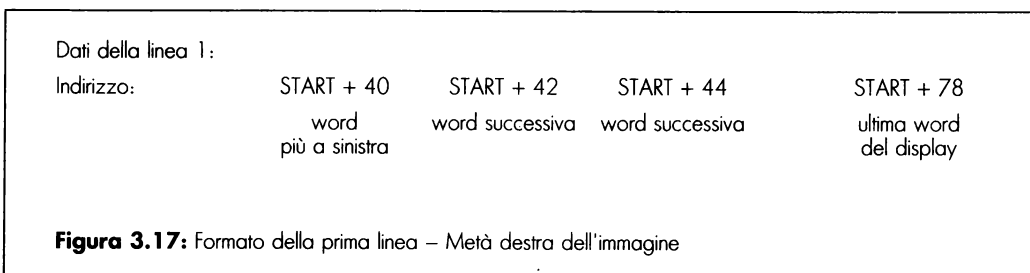 Dati della linea 1:
Indirizzo: START + 40 START + 42 START + 44 START + 78
word word successiva word successiva ultima word
più a sinistra del display
Figura 3.17: Formato della prima linea – Metà destra dell'immagine